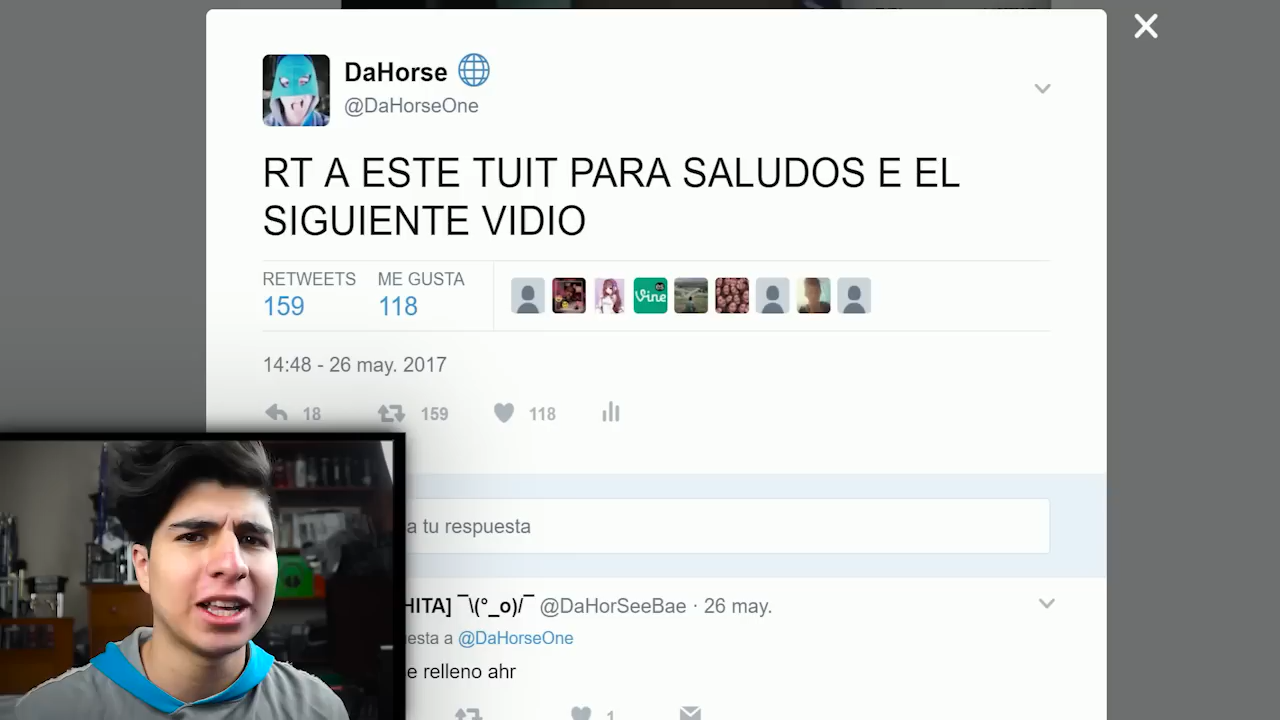 DaHorse
@DaHorseOne
RT A ESTE TUIT PARA SALUDOS E EL
SIGUIENTE VIDIO
RETWEETS ME GUSTA
159 118
Vine
14:48 - 26 may. 2017
18 159 118
a tu respuesta
HITA] ¯\(°_o)/¯ @DaHorSeeBae · 26 may.
esta a @DaHorseOne
e relleno ahr
1